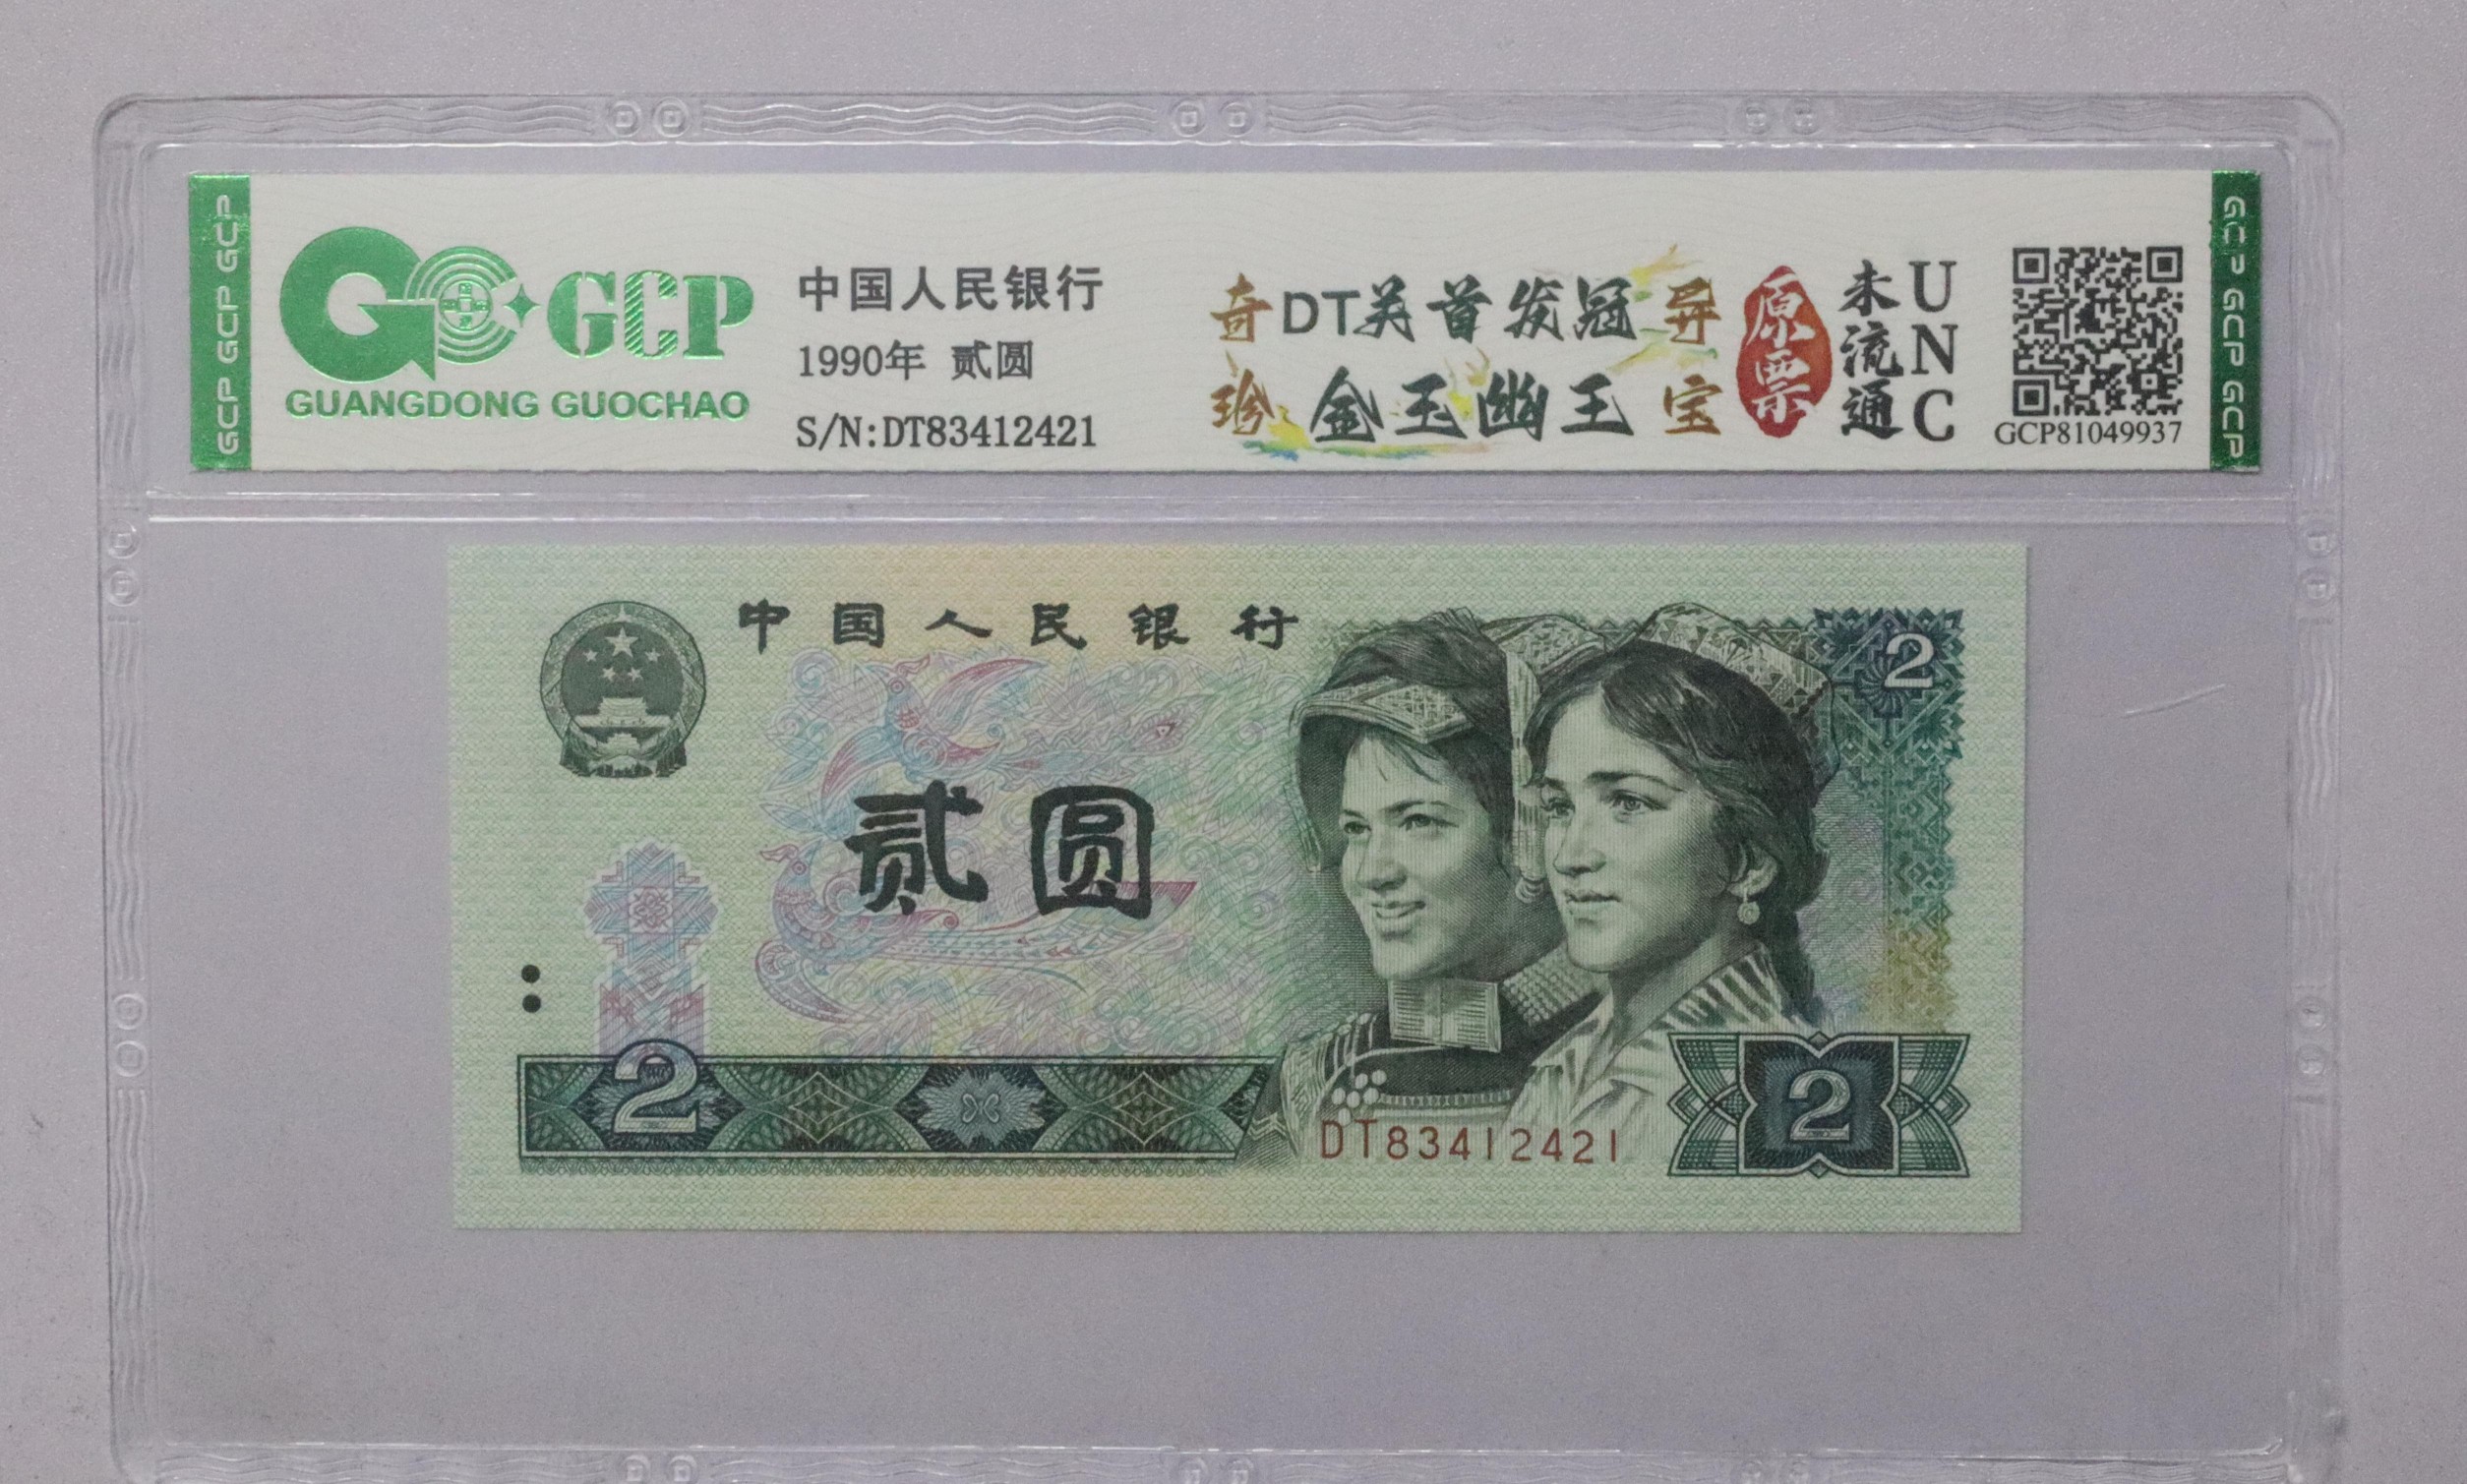 GCP GCP GCP
GCP
GUANGDONG GUOCHAO
中国人民银行
1990年 贰圆
S/N:DT83412421
奇珍
DT英首发冠
金玉幽王
异宝
原票
未流通
UNC
GCP81049937
GCP GCP GCP
中国人民银行
2
贰圆
2
DT83412421
2